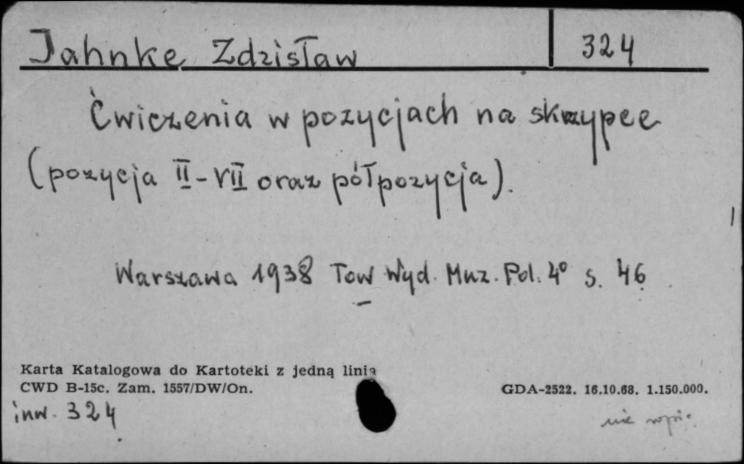 Jahnke Zdzisław 324
Ćwiczenia w pozycjach na skrzypce
(pozycja II-VII oraz półpozycja).
Warszawa 1938 Tow Wyd. Muz. Pol. 4° s. 46
Karta Katalogowa do Kartoteki z jedną linią
CWD B-15c. Zam. 1557/DW/On.
GDA-2522. 16.10.68. 1.150.000.
inw. 324
nie